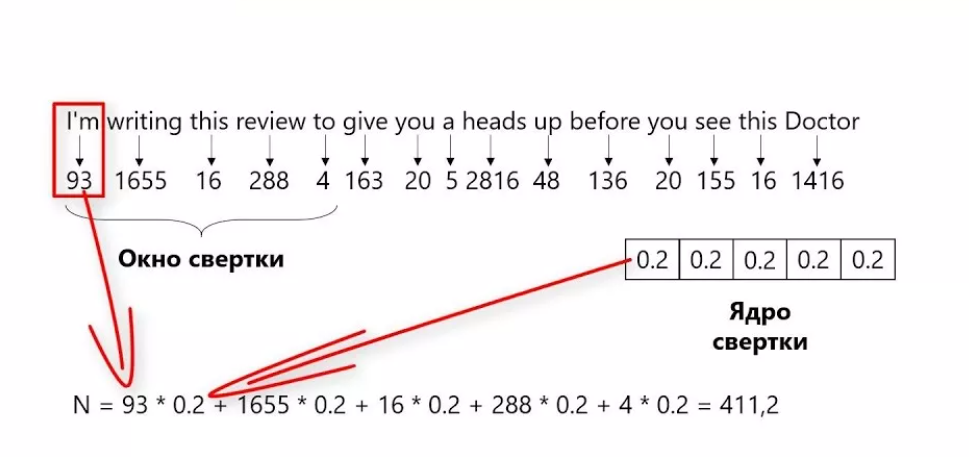 I'm writing this review to give you a heads up before you see this Doctor
93 1655 16 288 4 163 20 5 2816 48 136 20 155 16 1416
Окно свертки
0.2 0.2 0.2 0.2 0.2
Ядро
свертки
N = 93 * 0.2 + 1655 * 0.2 + 16 * 0.2 + 288 * 0.2 + 4 * 0.2 = 411,2